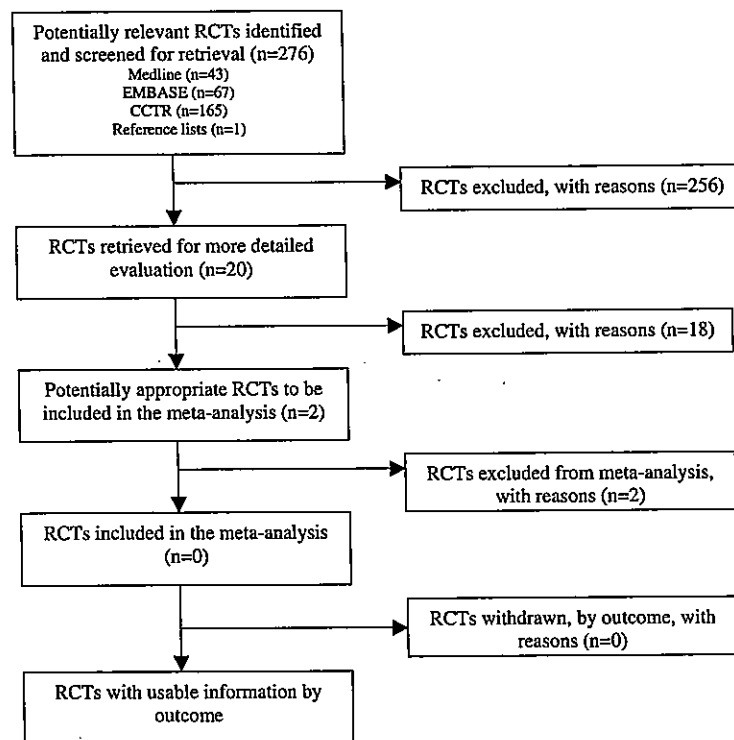 Potentially relevant RCTs identified
and screened for retrieval (n=276)
Medline (n=43)
EMBASE (n=67)
CCTR (n=165)
Reference lists (n=1)
RCTs excluded, with reasons (n=256)
RCTs retrieved for more detailed
evaluation (n=20)
RCTs excluded, with reasons (n=18)
Potentially appropriate RCTs to be
included in the meta-analysis (n=2)
RCTs excluded from meta-analysis,
with reasons (n=2)
RCTs included in the meta-analysis
(n=0)
RCTs withdrawn, by outcome, with
reasons (n=0)
RCTs with usable information by
outcome